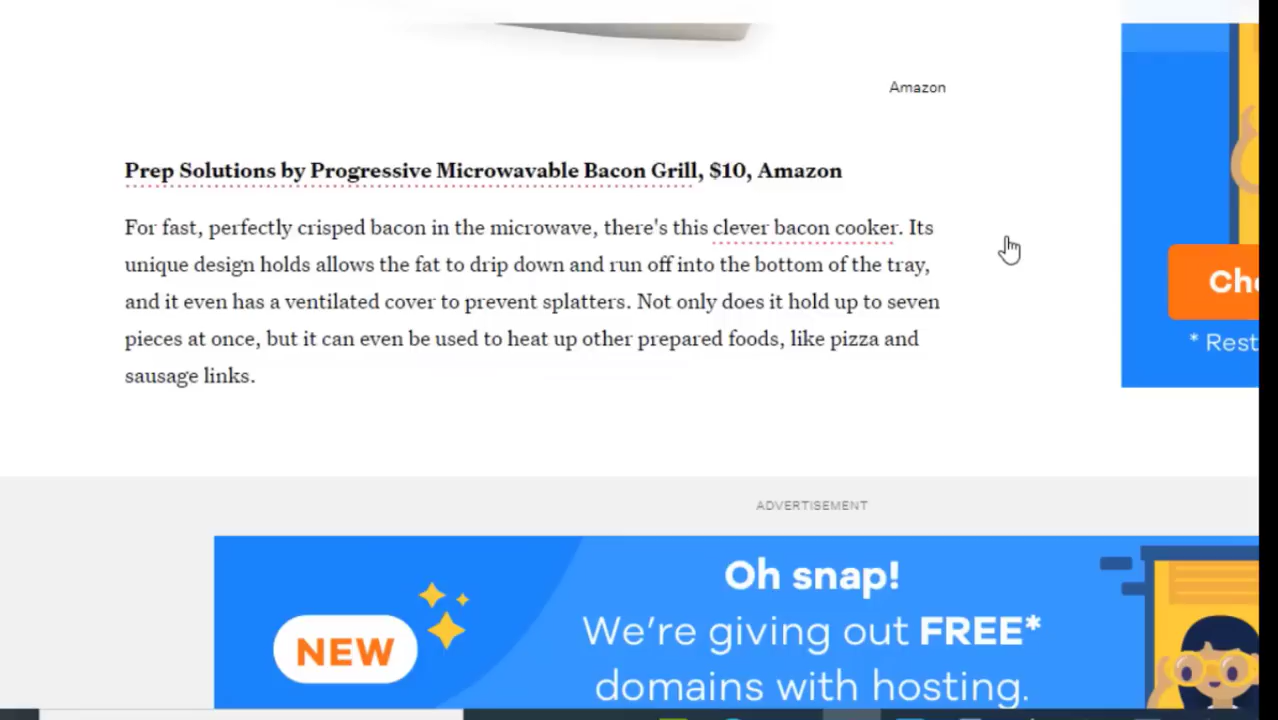 Amazon
Prep Solutions by Progressive Microwavable Bacon Grill, $10, Amazon
For fast, perfectly crisped bacon in the microwave, there's this clever bacon cooker. Its
unique design holds allows the fat to drip down and run off into the bottom of the tray,
and it even has a ventilated cover to prevent splatters. Not only does it hold up to seven
pieces at once, but it can even be used to heat up other prepared foods, like pizza and
sausage links.
* Rest
ADVERTISEMENT
Oh snap!
NEW
We're giving out FREE*
domains with hosting.